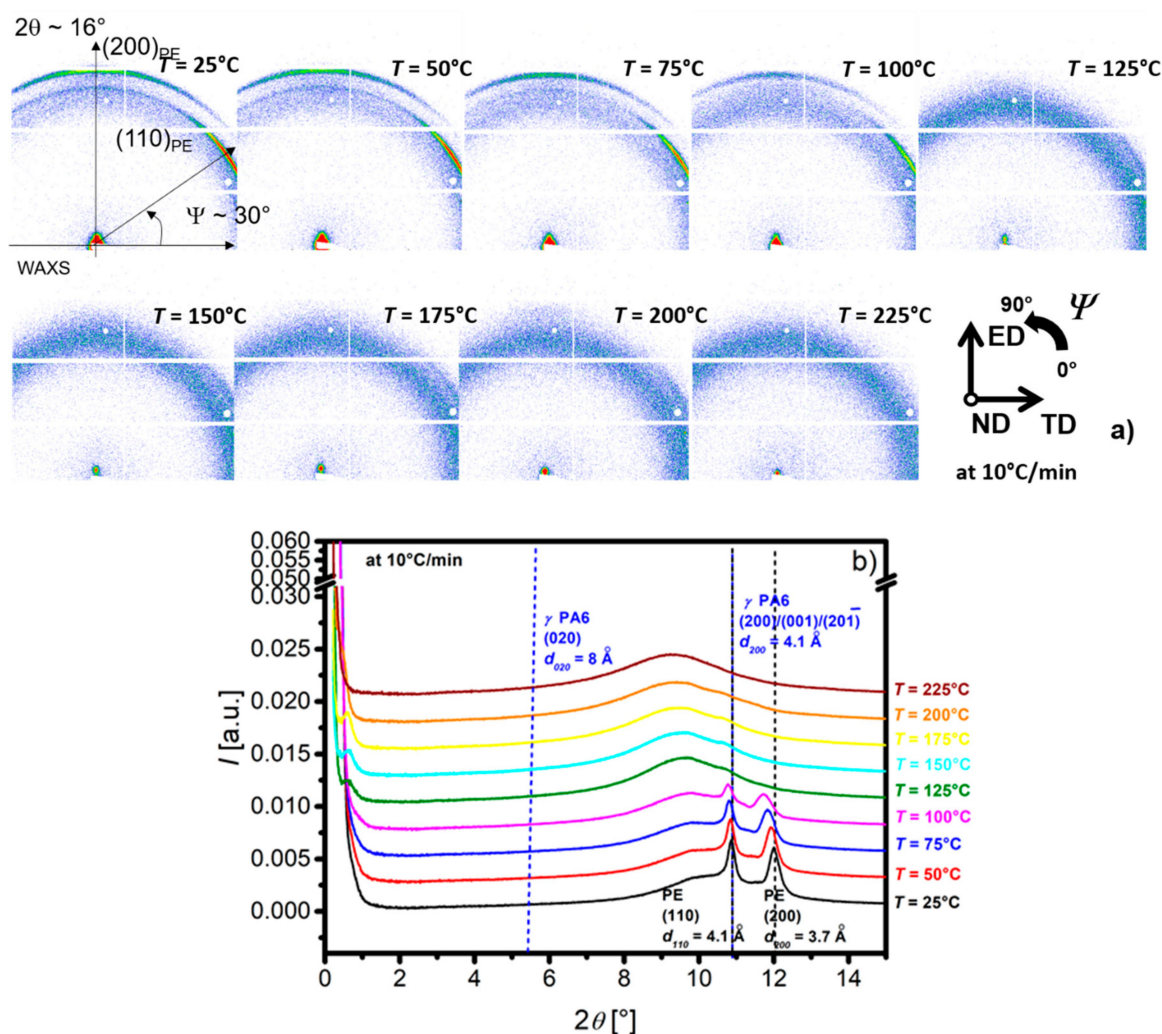 2θ ~ 16°
(200)PE
T = 25°C
T = 50°C
T = 75°C
T = 100°C
T = 125°C
(110)PE
Ψ ~ 30°
WAXS
T = 150°C
T = 175°C
T = 200°C
T = 225°C
90°
Ψ
ED
0°
ND
TD
a)
at 10°C/min
0.060
0.055
0.050
0.030
0.025
0.020
0.015
0.010
0.005
0.000
I [a.u.]
at 10°C/min
b)
γ PA6
(020)
d020 = 8 Å
γ PA6
(200)/(001)/(201̄)
d200 = 4.1 Å
T = 225°C
T = 200°C
T = 175°C
T = 150°C
T = 125°C
T = 100°C
T = 75°C
T = 50°C
T = 25°C
PE
(110)
d110 = 4.1 Å
PE
(200)
d200 = 3.7 Å
0 2 4 6 8 10 12 14
2θ [°]